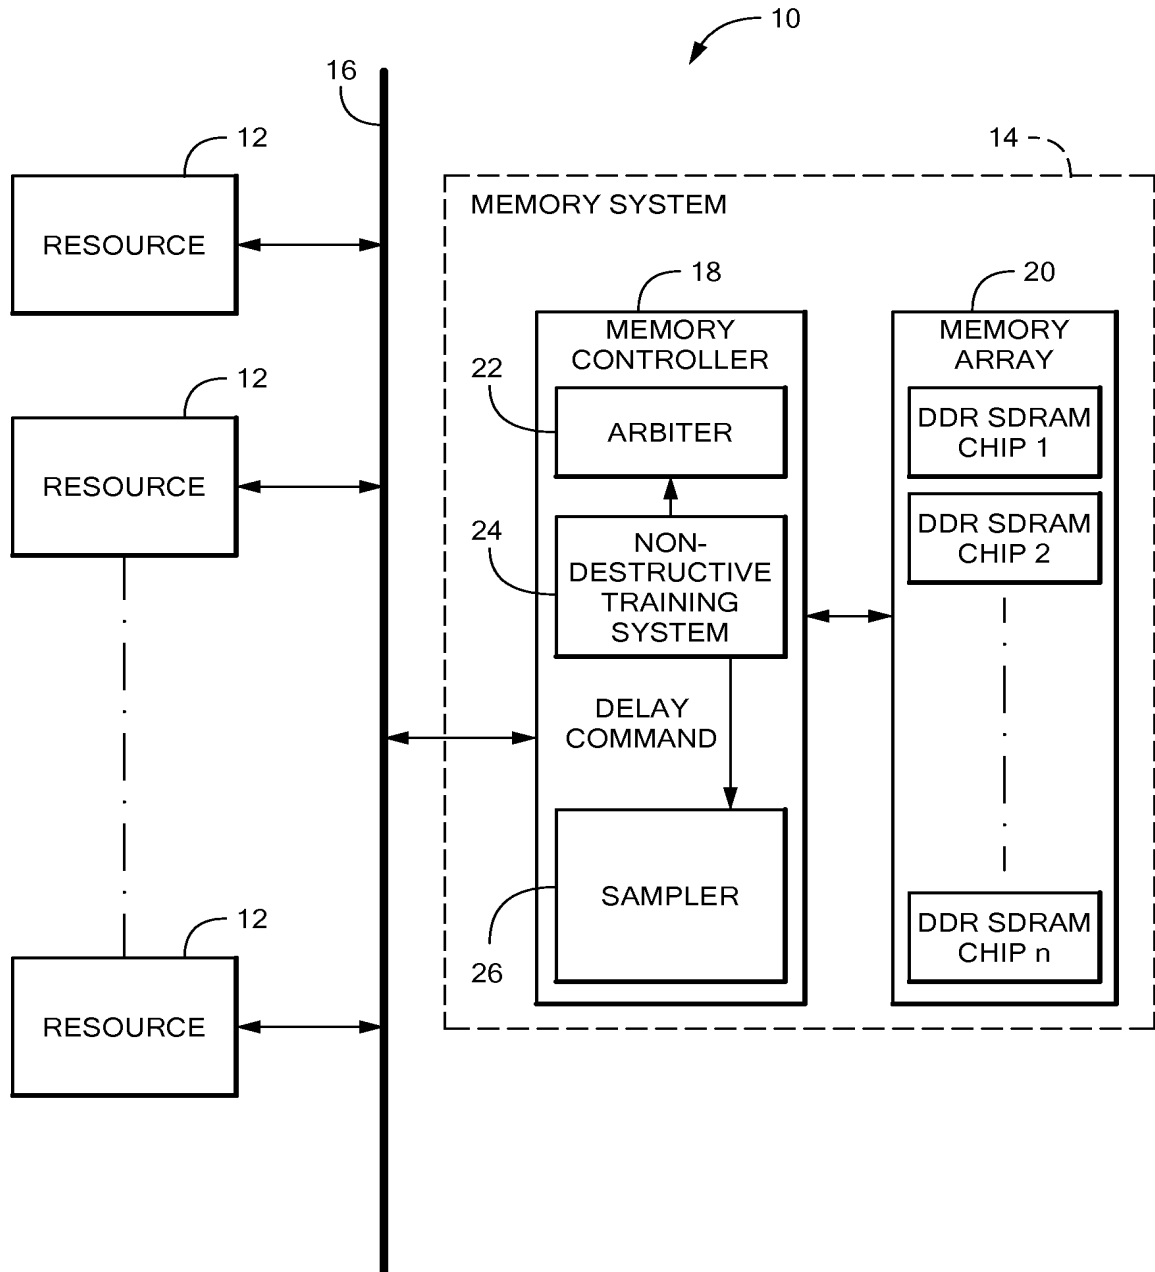 10
16
12
14
RESOURCE
MEMORY SYSTEM
18
20
MEMORY
CONTROLLER
MEMORY
ARRAY
12
RESOURCE
22
ARBITER
DDR SDRAM
CHIP 1
24
NON-
DESTRUCTIVE
TRAINING
SYSTEM
DDR SDRAM
CHIP 2
DELAY
COMMAND
12
RESOURCE
26
SAMPLER
DDR SDRAM
CHIP n